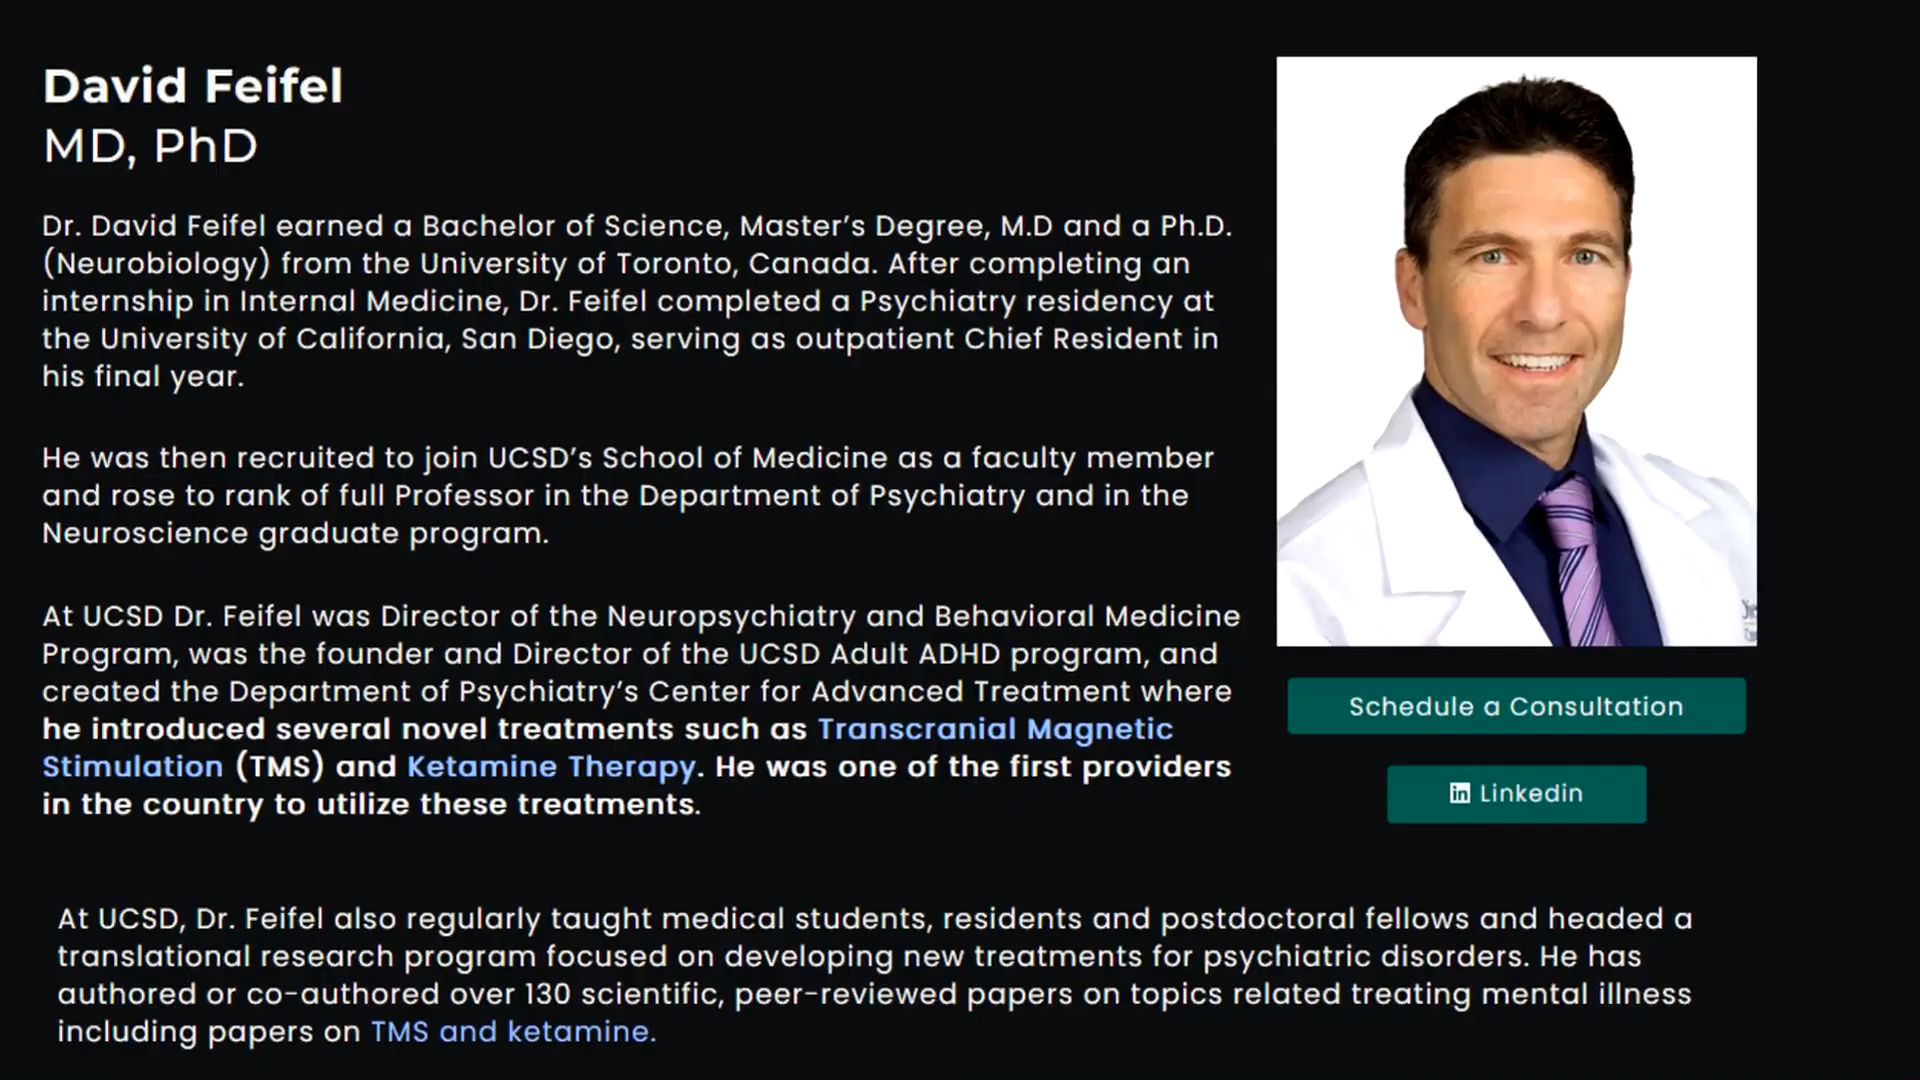 David Feifel
MD, PhD
Dr. David Feifel earned a Bachelor of Science, Master’s Degree, M.D and a Ph.D.
(Neurobiology) from the University of Toronto, Canada. After completing an
internship in Internal Medicine, Dr. Feifel completed a Psychiatry residency at
the University of California, San Diego, serving as outpatient Chief Resident in
his final year.
He was then recruited to join UCSD’s School of Medicine as a faculty member
and rose to rank of full Professor in the Department of Psychiatry and in the
Neuroscience graduate program.
At UCSD Dr. Feifel was Director of the Neuropsychiatry and Behavioral Medicine
Program, was the founder and Director of the UCSD Adult ADHD program, and
created the Department of Psychiatry’s Center for Advanced Treatment where
he introduced several novel treatments such as Transcranial Magnetic
Stimulation (TMS) and Ketamine Therapy. He was one of the first providers
in the country to utilize these treatments.
Schedule a Consultation
in Linkedin
At UCSD, Dr. Feifel also regularly taught medical students, residents and postdoctoral fellows and headed a
translational research program focused on developing new treatments for psychiatric disorders. He has
authored or co-authored over 130 scientific, peer-reviewed papers on topics related treating mental illness
including papers on TMS and ketamine.